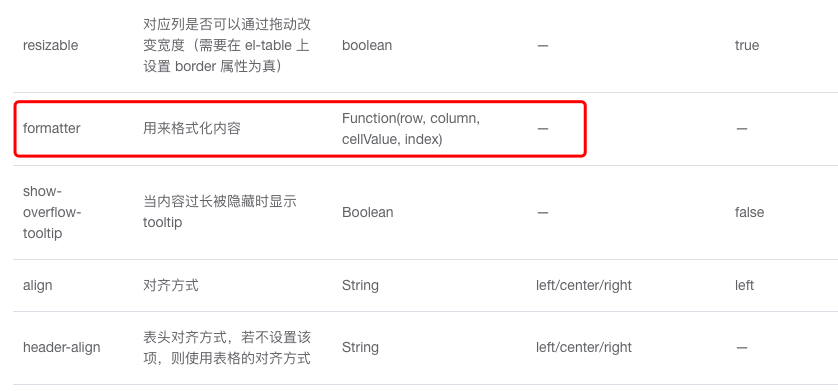 resizable
对应列是否可以通过拖动改
变宽度（需要在 el-table 上
设置 border 属性为真）
boolean
—
true
formatter
用来格式化内容
Function(row, column,
cellValue, index)
—
—
show-
overflow-
tooltip
当内容过长被隐藏时显示
tooltip
Boolean
—
false
align
对齐方式
String
left/center/right
left
header-align
表头对齐方式，若不设置该
项，则使用表格的对齐方式
String
left/center/right
—